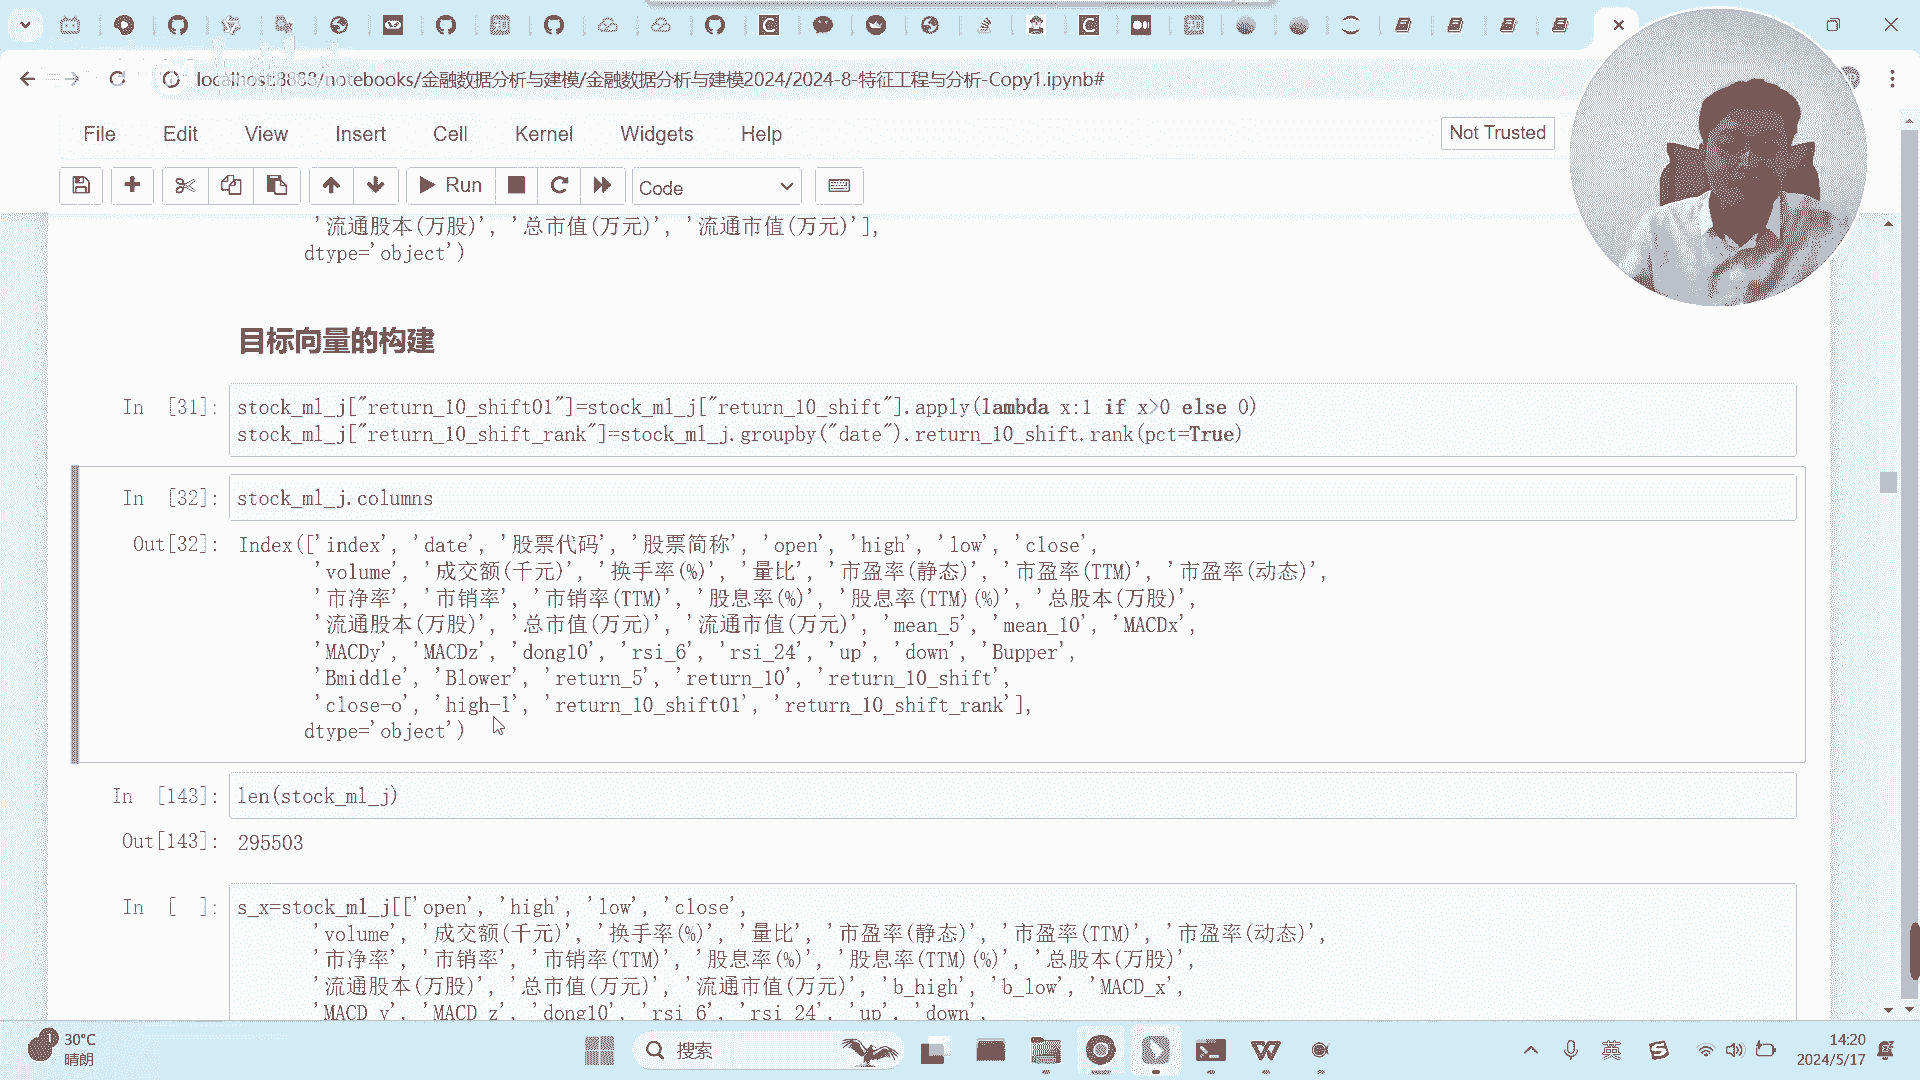 localhost:8888/notebooks/金融数据分析与建模/金融数据分析与建模2024/2024-8-特征工程与分析-Copy1.ipynb#
File Edit View Insert Cell Kernel Widgets Help
Not Trusted
Run Code
'流通股本(万股)', '总市值(万元)', '流通市值(万元)'],
dtype='object')
目标向量的构建
In [31]: stock_ml_j["return_10_shift01"]=stock_ml_j["return_10_shift"].apply(lambda x:1 if x>0 else 0)
stock_ml_j["return_10_shift_rank"]=stock_ml_j.groupby("date").return_10_shift.rank(pct=True)
In [32]: stock_ml_j.columns
Out[32]: Index(['index', 'date', '股票代码', '股票简称', 'open', 'high', 'low', 'close',
'volume', '成交额(千元)', '换手率(%)', '量比', '市盈率(静态)', '市盈率(TTM)', '市盈率(动态)',
'市净率', '市销率', '市销率(TTM)', '股息率(%)', '股息率(TTM)(%)', '总股本(万股)',
'流通股本(万股)', '总市值(万元)', '流通市值(万元)', 'mean_5', 'mean_10', 'MACDx',
'MACDy', 'MACDz', 'dong10', 'rsi_6', 'rsi_24', 'up', 'down', 'Bupper',
'Bmiddle', 'Blower', 'return_5', 'return_10', 'return_10_shift',
'close-o', 'high-l', 'return_10_shift01', 'return_10_shift_rank'],
dtype='object')
In [143]: len(stock_ml_j)
Out[143]: 295503
In [ ]: s_x=stock_ml_j[['open', 'high', 'low', 'close',
'volume', '成交额(千元)', '换手率(%)', '量比', '市盈率(静态)', '市盈率(TTM)', '市盈率(动态)',
'市净率', '市销率', '市销率(TTM)', '股息率(%)', '股息率(TTM)(%)', '总股本(万股)',
'流通股本(万股)', '总市值(万元)', '流通市值(万元)', 'b_high', 'b_low', 'MACD_x',
'MACD_y', 'MACD_z', 'dong10', 'rsi_6', 'rsi_24', 'up', 'down',
30°C
晴朗
搜索
英
14:20
2024/5/17